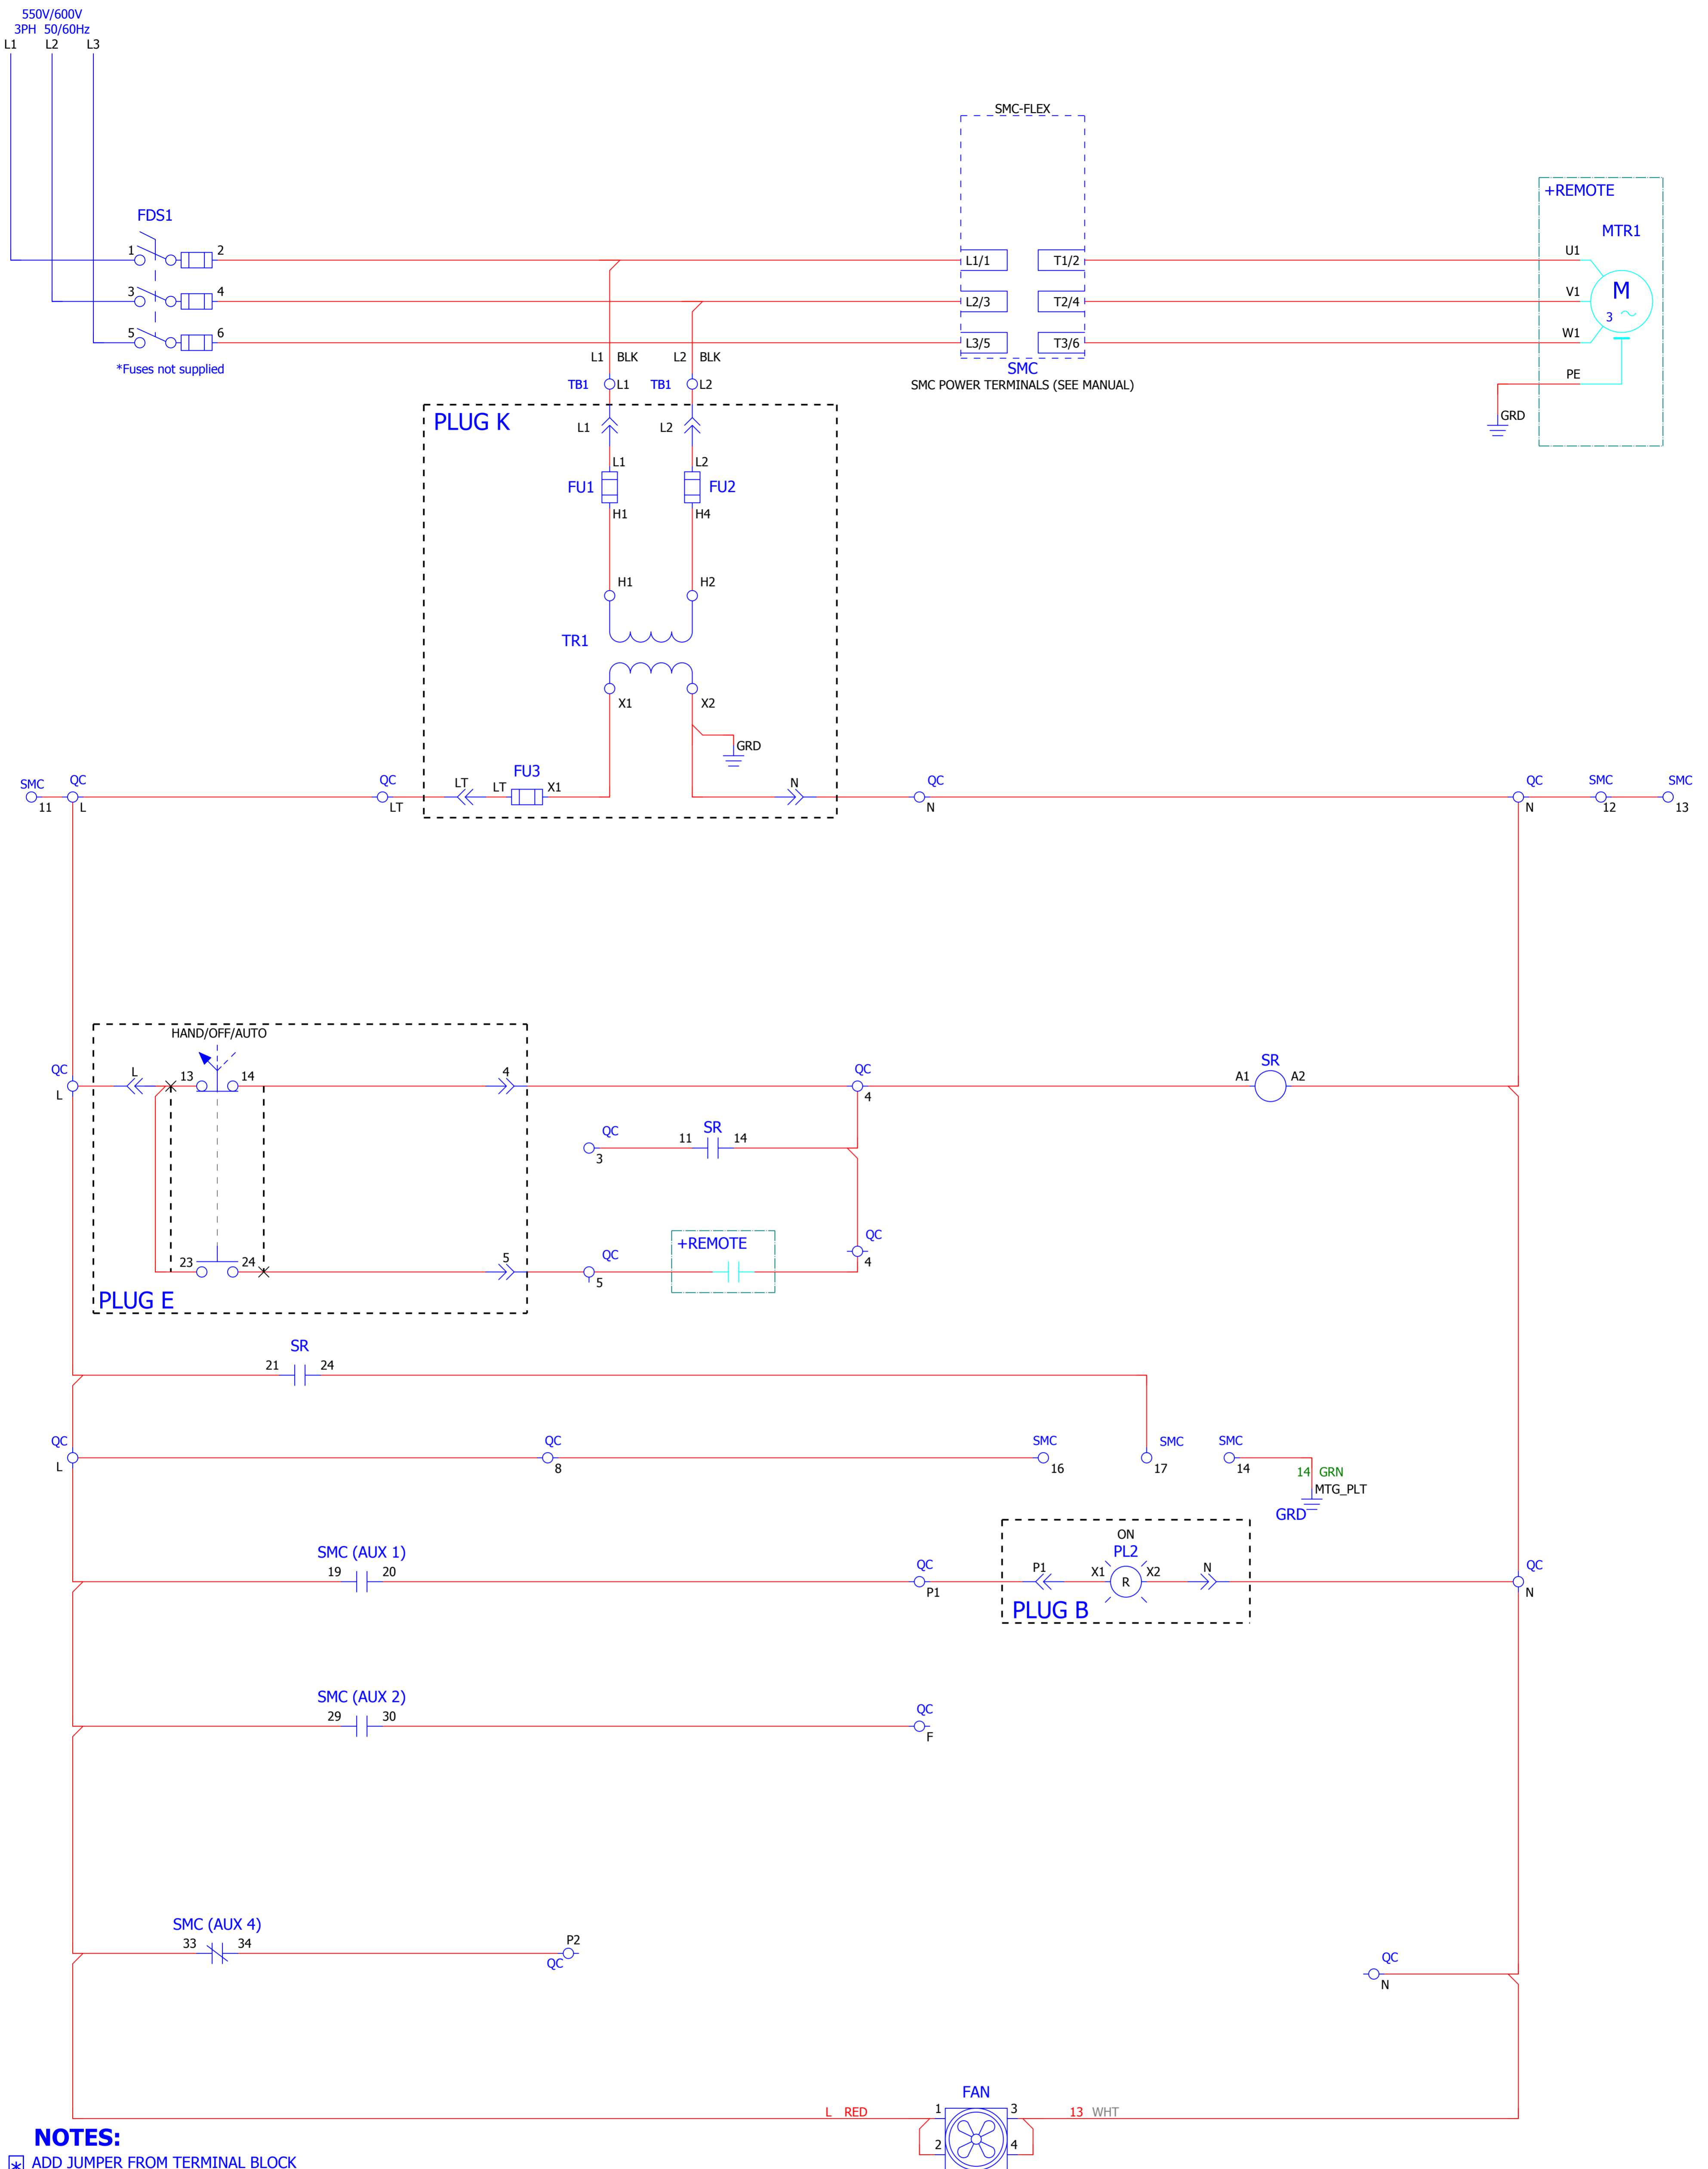 550V/600V
3PH 50/60Hz
L1 L2 L3
SMC-FLEX
+REMOTE
FDS1
MTR1
1 2
L1/1 T1/2
U1
3 4
L2/3 T2/4
V1
M
3
5 6
L3/5 T3/6
W1
*Fuses not supplied
L1 BLK L2 BLK
SMC
TB1 L1 TB1 L2
SMC POWER TERMINALS (SEE MANUAL)
PE
GRD
PLUG K
L1 L2
L1 L2
FU1 FU2
H1 H4
H1 H2
TR1
X1 X2
GRD
FU3
SMC QC QC LT LT X1 N QC QC SMC SMC
11 L LT N N 12 13
HAND/OFF/AUTO
QC L 13 14 4 QC SR
A1 A2
L 4
QC 11 SR 14
3
+REMOTE QC
23 24 5 QC 4
5
PLUG E
SR
21 24
QC QC SMC SMC SMC
L 8 16 17 14
14 GRN
MTG_PLT
GRD
ON
SMC (AUX 1) PL2
19 20 QC P1 X1 R X2 N QC
P1 N
PLUG B
SMC (AUX 2)
29 30 QC
F
SMC (AUX 4)
33 34 P2
QC
QC
N
FAN
L RED 1 3 13 WHT
2 4
NOTES:
* ADD JUMPER FROM TERMINAL BLOCK